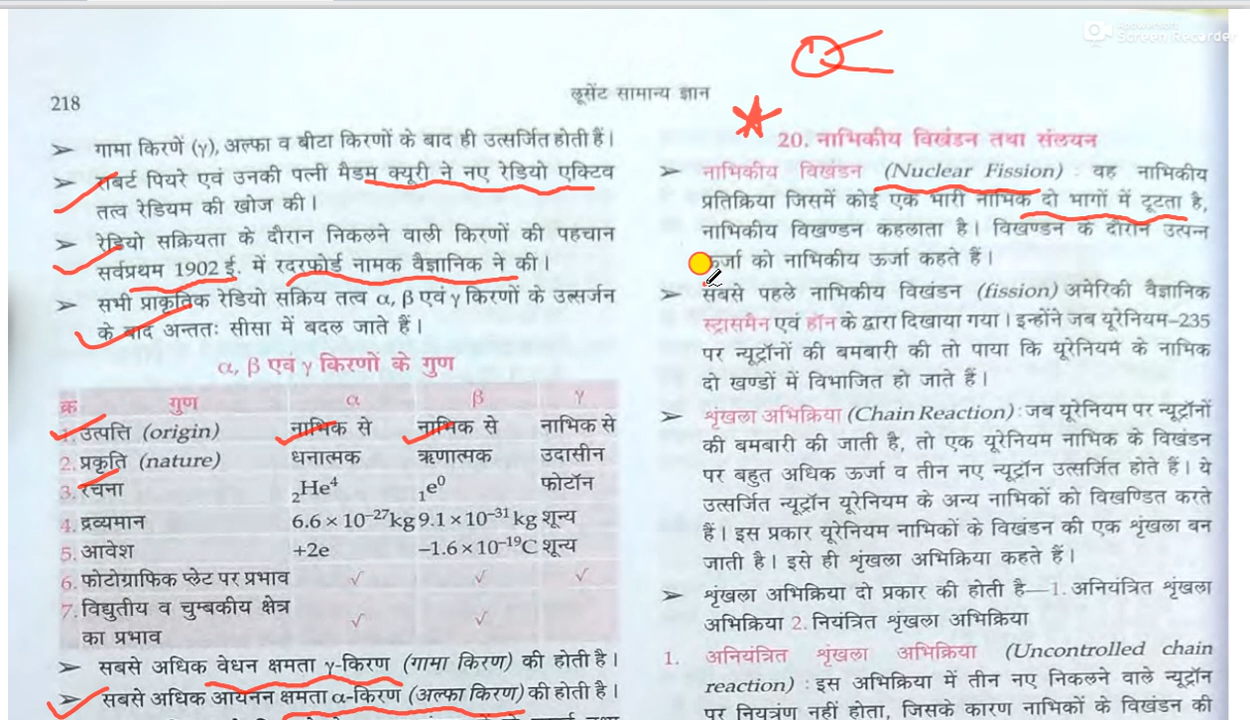 Apowersoft
Screen Recorder
218
लूसेंट सामान्य ज्ञान
➢ गामा किरणें (γ), अल्फा व बीटा किरणों के बाद ही उत्सर्जित होती हैं।
➢ राबर्ट पियरे एवं उनकी पत्नी मैडम क्यूरी ने नए रेडियो एक्टिव
तत्व रेडियम की खोज की।
➢ रेडियो सक्रियता के दौरान निकलने वाली किरणों की पहचान
सर्वप्रथम 1902 ई. में रदरफोर्ड नामक वैज्ञानिक ने की।
➢ सभी प्राकृतिक रेडियो सक्रिय तत्व α, β एवं γ किरणों के उत्सर्जन
के बाद अन्ततः सीसा में बदल जाते हैं।
α, β एवं γ किरणों के गुण
क्र गुण α β γ
1. उत्पत्ति (origin) नाभिक से नाभिक से नाभिक से
2. प्रकृति (nature) धनात्मक ऋणात्मक उदासीन
3. रचना ₂He⁴ ₁e⁰ फोटॉन
4. द्रव्यमान 6.6 × 10⁻²⁷kg 9.1 × 10⁻³¹ kg शून्य
5. आवेश +2e −1.6 × 10⁻¹⁹C शून्य
6. फोटोग्राफिक प्लेट पर प्रभाव √ √ √
7. विद्युतीय व चुम्बकीय क्षेत्र
का प्रभाव √ √
➢ सबसे अधिक वेधन क्षमता γ-किरण (गामा किरण) की होती है।
➢ सबसे अधिक आयनन क्षमता α-किरण (अल्फा किरण) की होती है।
20. नाभिकीय विखंडन तथा संलयन
➢ नाभिकीय विखंडन (Nuclear Fission) : वह नाभिकीय
प्रतिक्रिया जिसमें कोई एक भारी नाभिक दो भागों में टूटता है,
नाभिकीय विखण्डन कहलाता है। विखण्डन के दौरान उत्पन्न
ऊर्जा को नाभिकीय ऊर्जा कहते हैं।
➢ सबसे पहले नाभिकीय विखंडन (fission) अमेरिकी वैज्ञानिक
स्ट्रासमैन एवं हॉन के द्वारा दिखाया गया। इन्होंने जब यूरेनियम–235
पर न्यूट्रॉनों की बमबारी की तो पाया कि यूरेनियम के नाभिक
दो खण्डों में विभाजित हो जाते हैं।
➢ शृंखला अभिक्रिया (Chain Reaction) : जब यूरेनियम पर न्यूट्रॉनों
की बमबारी की जाती है, तो एक यूरेनियम नाभिक के विखंडन
पर बहुत अधिक ऊर्जा व तीन नए न्यूट्रॉन उत्सर्जित होते हैं। ये
उत्सर्जित न्यूट्रॉन यूरेनियम के अन्य नाभिकों को विखण्डित करते
हैं। इस प्रकार यूरेनियम नाभिकों के विखंडन की एक शृंखला बन
जाती है। इसे ही शृंखला अभिक्रिया कहते हैं।
➢ शृंखला अभिक्रिया दो प्रकार की होती है—1. अनियंत्रित शृंखला
अभिक्रिया 2. नियंत्रित शृंखला अभिक्रिया
1. अनियंत्रित शृंखला अभिक्रिया (Uncontrolled chain
reaction) : इस अभिक्रिया में तीन नए निकलने वाले न्यूट्रॉन
पर नियंत्रण नहीं होता, जिसके कारण नाभिकों के विखंडन की